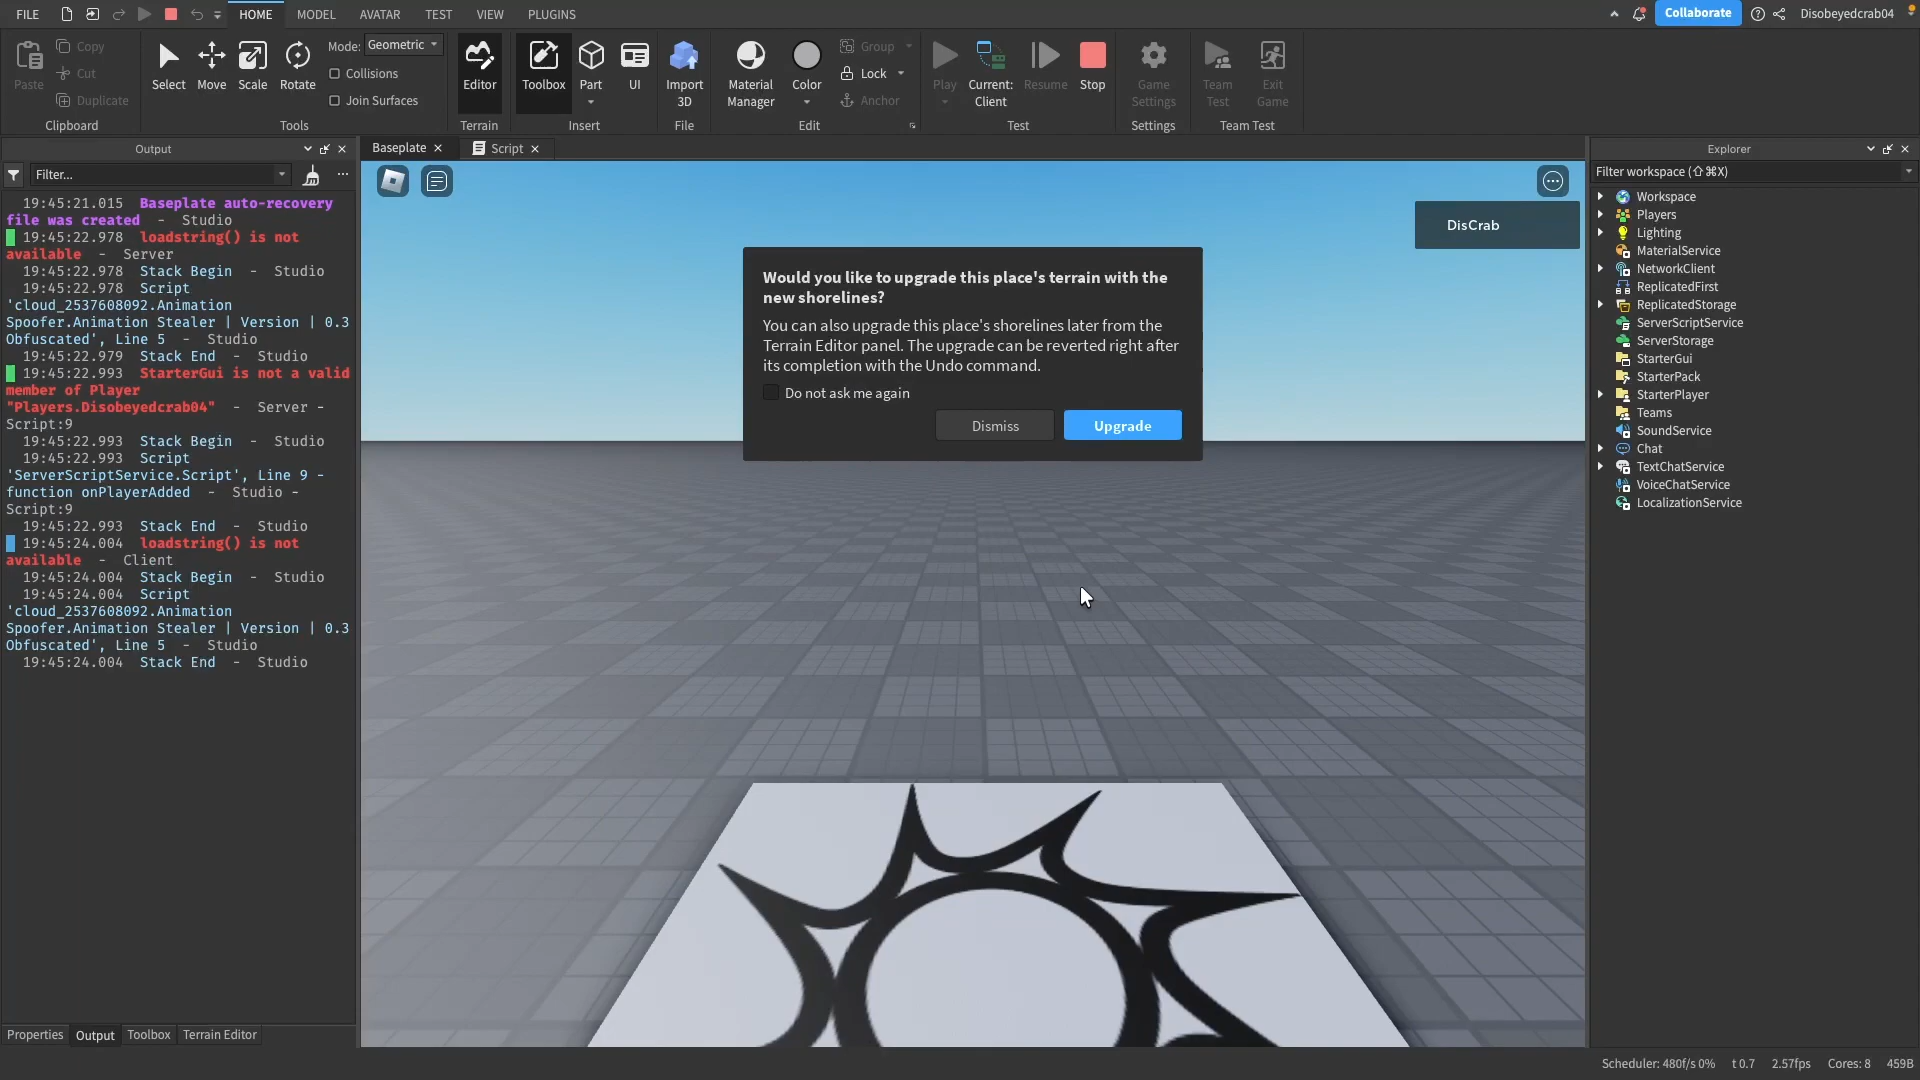 FILE
HOME
MODEL
AVATAR
TEST
VIEW
PLUGINS
Collaborate
Disobeyedcrab04
Paste
Copy
Cut
Duplicate
Clipboard
Select
Move
Scale
Rotate
Mode: Geometric
Collisions
Join Surfaces
Tools
Editor
Terrain
Toolbox
Part
UI
Insert
Import
3D
File
Material
Manager
Color
Group
Lock
Anchor
Edit
Play
Current:
Client
Resume
Stop
Test
Game
Settings
Settings
Team
Test
Exit
Game
Team Test
Output
Filter...
19:45:21.015 Baseplate auto-recovery
file was created - Studio
19:45:22.978 loadstring() is not
available - Server
19:45:22.978 Stack Begin - Studio
19:45:22.978 Script
'cloud_2537608092.Animation
Spoofer.Animation Stealer | Version | 0.3
Obfuscated', Line 5 - Studio
19:45:22.979 Stack End - Studio
19:45:22.993 StarterGui is not a valid
member of Player
"Players.Disobeyedcrab04" - Server -
Script:9
19:45:22.993 Stack Begin - Studio
19:45:22.993 Script
'ServerScriptService.Script', Line 9 -
function onPlayerAdded - Studio -
Script:9
19:45:22.993 Stack End - Studio
19:45:24.004 loadstring() is not
available - Client
19:45:24.004 Stack Begin - Studio
19:45:24.004 Script
'cloud_2537608092.Animation
Spoofer.Animation Stealer | Version | 0.3
Obfuscated', Line 5 - Studio
19:45:24.004 Stack End - Studio
Properties
Output
Toolbox
Terrain Editor
Baseplate
Script
DisCrab
Would you like to upgrade this place's terrain with the
new shorelines?
You can also upgrade this place's shorelines later from the
Terrain Editor panel. The upgrade can be reverted right after
its completion with the Undo command.
Do not ask me again
Dismiss
Upgrade
Explorer
Filter workspace (⇧⌘X)
Workspace
Players
Lighting
MaterialService
NetworkClient
ReplicatedFirst
ReplicatedStorage
ServerScriptService
ServerStorage
StarterGui
StarterPack
StarterPlayer
Teams
SoundService
Chat
TextChatService
VoiceChatService
LocalizationService
Scheduler: 480f/s 0%
t 0.7
2.57fps
Cores: 8
459B